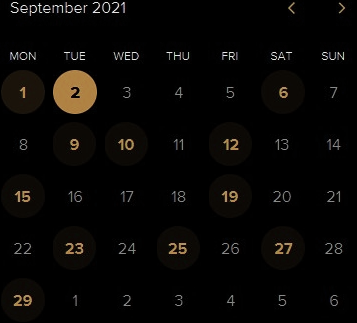 September 2021 < >
MON TUE WED THU FRI SAT SUN
1 2 3 4 5 6 7
8 9 10 11 12 13 14
15 16 17 18 19 20 21
22 23 24 25 26 27 28
29 1 2 3 4 5 6